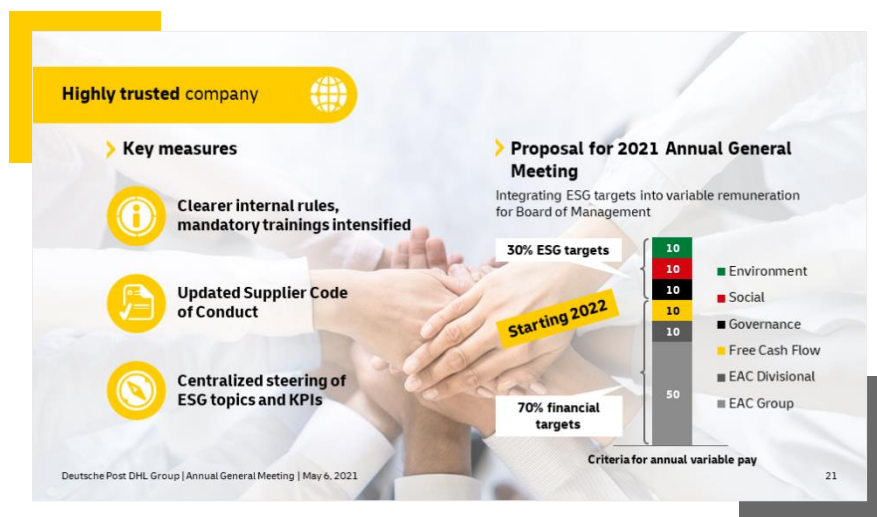 Highly trusted company
Key measures
Clearer internal rules,
mandatory trainings intensified
Updated Supplier Code
of Conduct
Centralized steering of
ESG topics and KPIs
Proposal for 2021 Annual General
Meeting
Integrating ESG targets into variable remuneration
for Board of Management
30% ESG targets
Starting 2022
70% financial
targets
10
10
10
10
10
50
Environment
Social
Governance
Free Cash Flow
EAC Divisional
EAC Group
Criteria for annual variable pay
Deutsche Post DHL Group | Annual General Meeting | May 6, 2021
21